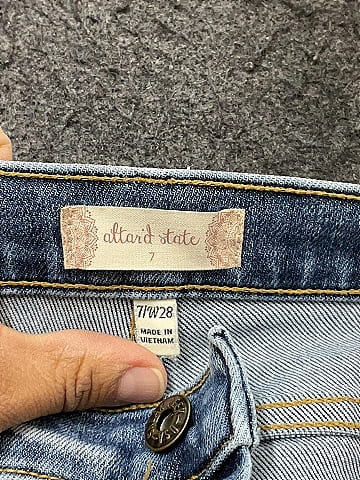 altar'd state
7
7/W28
MADE IN
VIETNAM